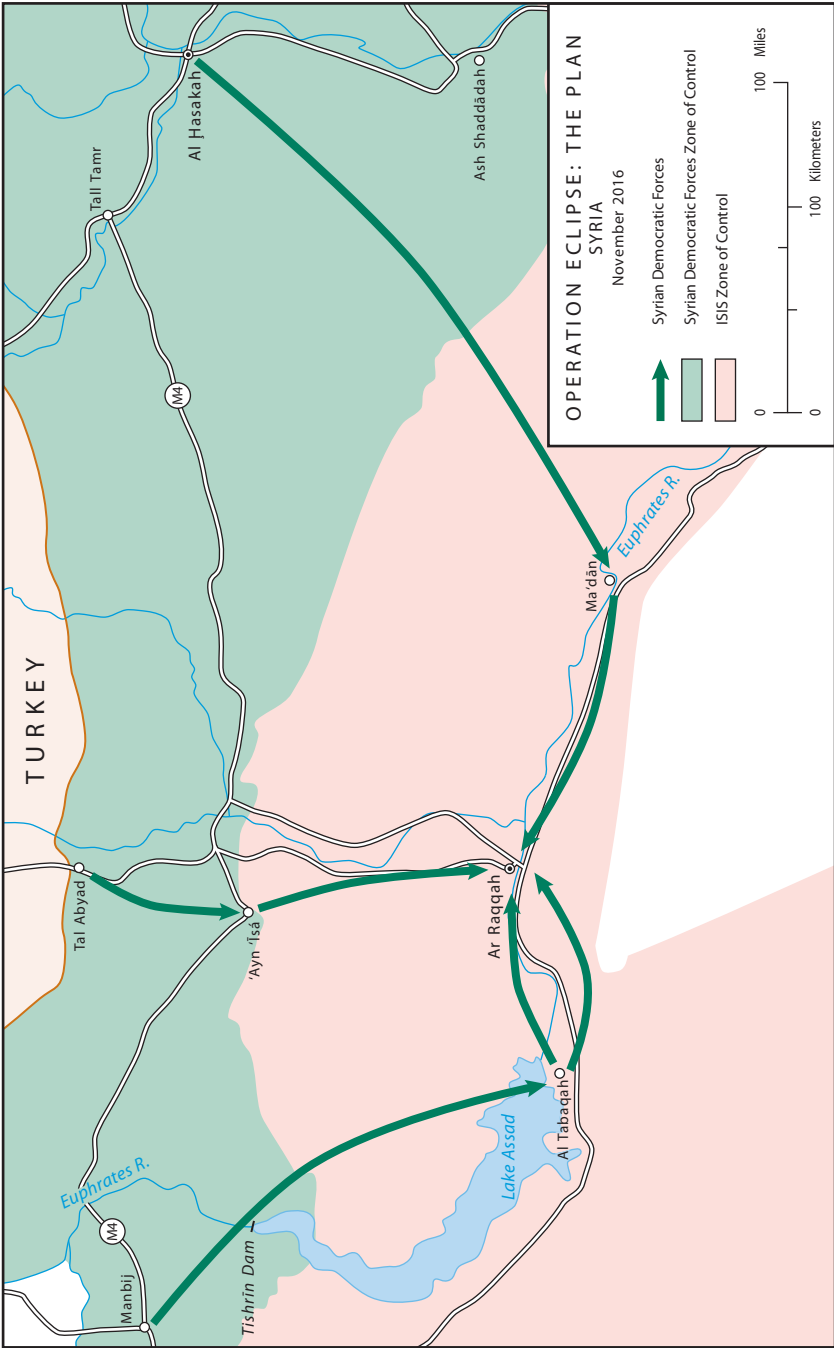 TURKEY
Manbij
M4
Euphrates R.
Tishrin Dam
Tal Abyad
ʻAyn ʻĪsá
M4
Tall Tamr
Al Ḩasakah
Ash Shaddādah
Lake Assad
Al Tabaqah
Ar Raqqah
Maʻdān
Euphrates R.
OPERATION ECLIPSE: THE PLAN
SYRIA
November 2016
Syrian Democratic Forces
Syrian Democratic Forces Zone of Control
ISIS Zone of Control
0 100 Miles
0 100 Kilometers